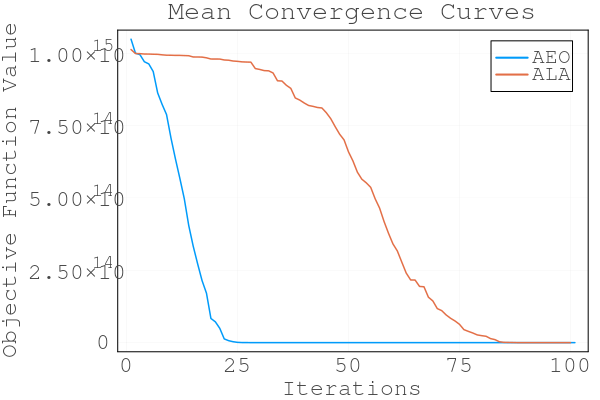 Mean Convergence Curves
Objective Function Value
1.00×10¹⁵
7.50×10¹⁴
5.00×10¹⁴
2.50×10¹⁴
0
0 25 50 75 100
Iterations
AEO
ALA